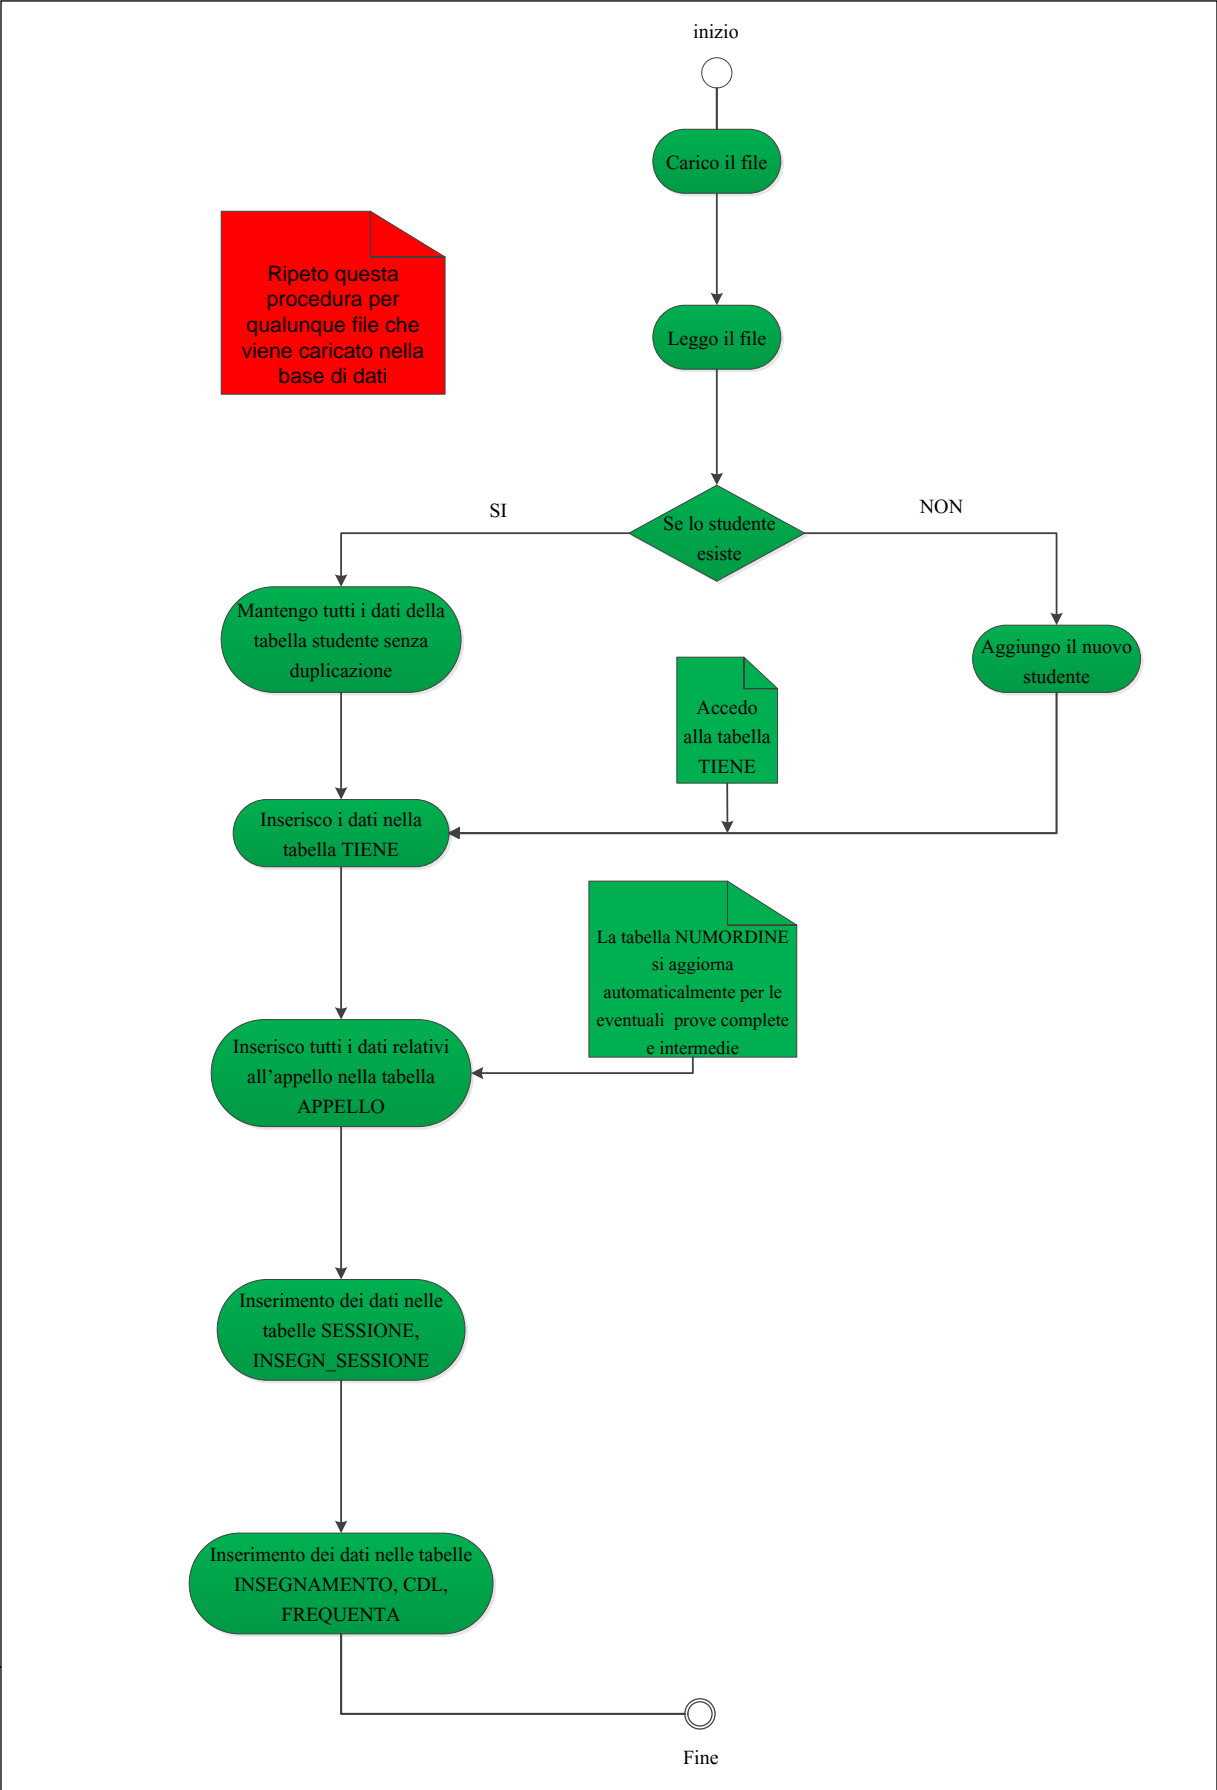 inizio
Carico il file
Ripeto questa
procedura per
qualunque file che
viene caricato nella
base di dati
Leggo il file
SI
NON
Se lo studente
esiste
Mantengo tutti i dati della
tabella studente senza
duplicazione
Aggiungo il nuovo
studente
Accedo
alla tabella
TIENE
Inserisco i dati nella
tabella TIENE
La tabella NUMORDINE
si aggiorna
automaticalmente per le
eventuali prove complete
e intermedie
Inserisco tutti i dati relativi
all'appello nella tabella
APPELLO
Inserimento dei dati nelle
tabelle SESSIONE,
INSEGN_SESSIONE
Inserimento dei dati nelle tabelle
INSEGNAMENTO, CDL,
FREQUENTA
Fine